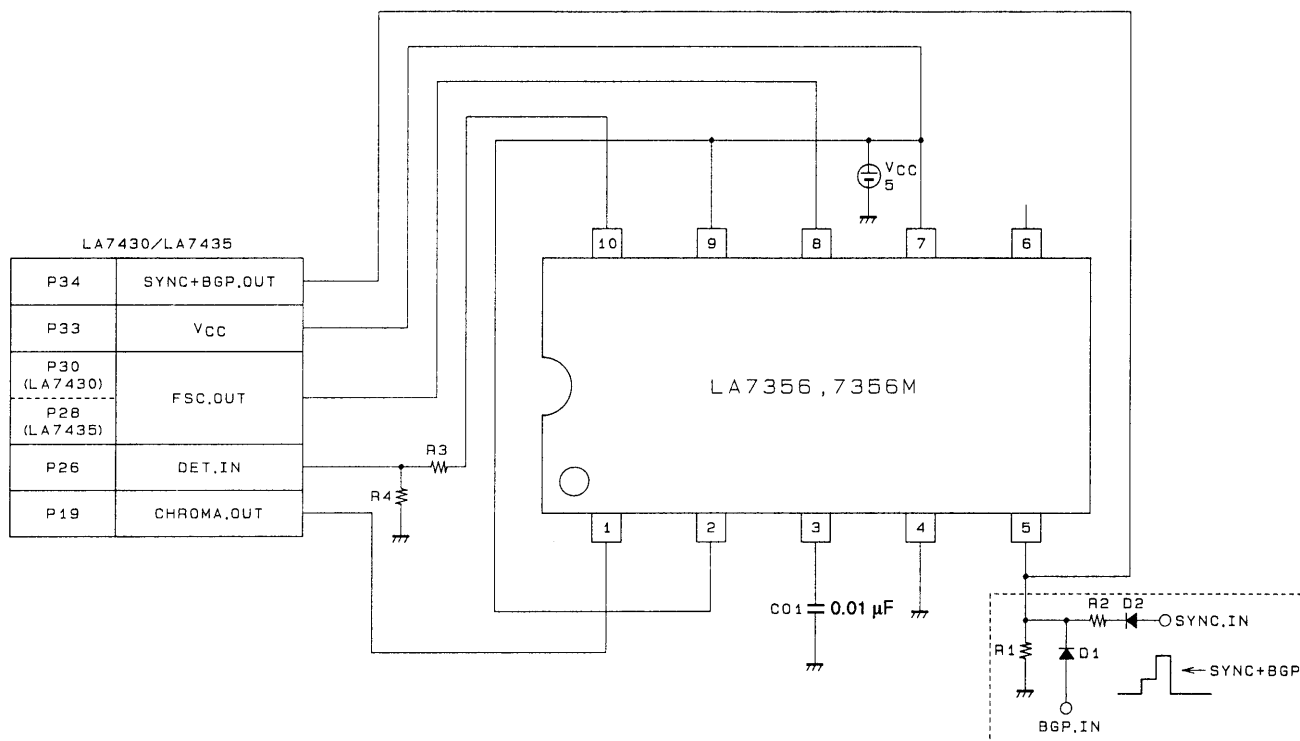 VCC
5
10
9
8
7
6
LA7430/LA7435
P34
SYNC+BGP.OUT
P33
VCC
P30
(LA7430)
FSC.OUT
P28
(LA7435)
P26
DET.IN
P19
CHROMA.OUT
R3
R4
LA7356,7356M
1
2
3
4
5
C01
0.01 μF
R2
D2
SYNC.IN
R1
D1
SYNC+BGP
BGP.IN